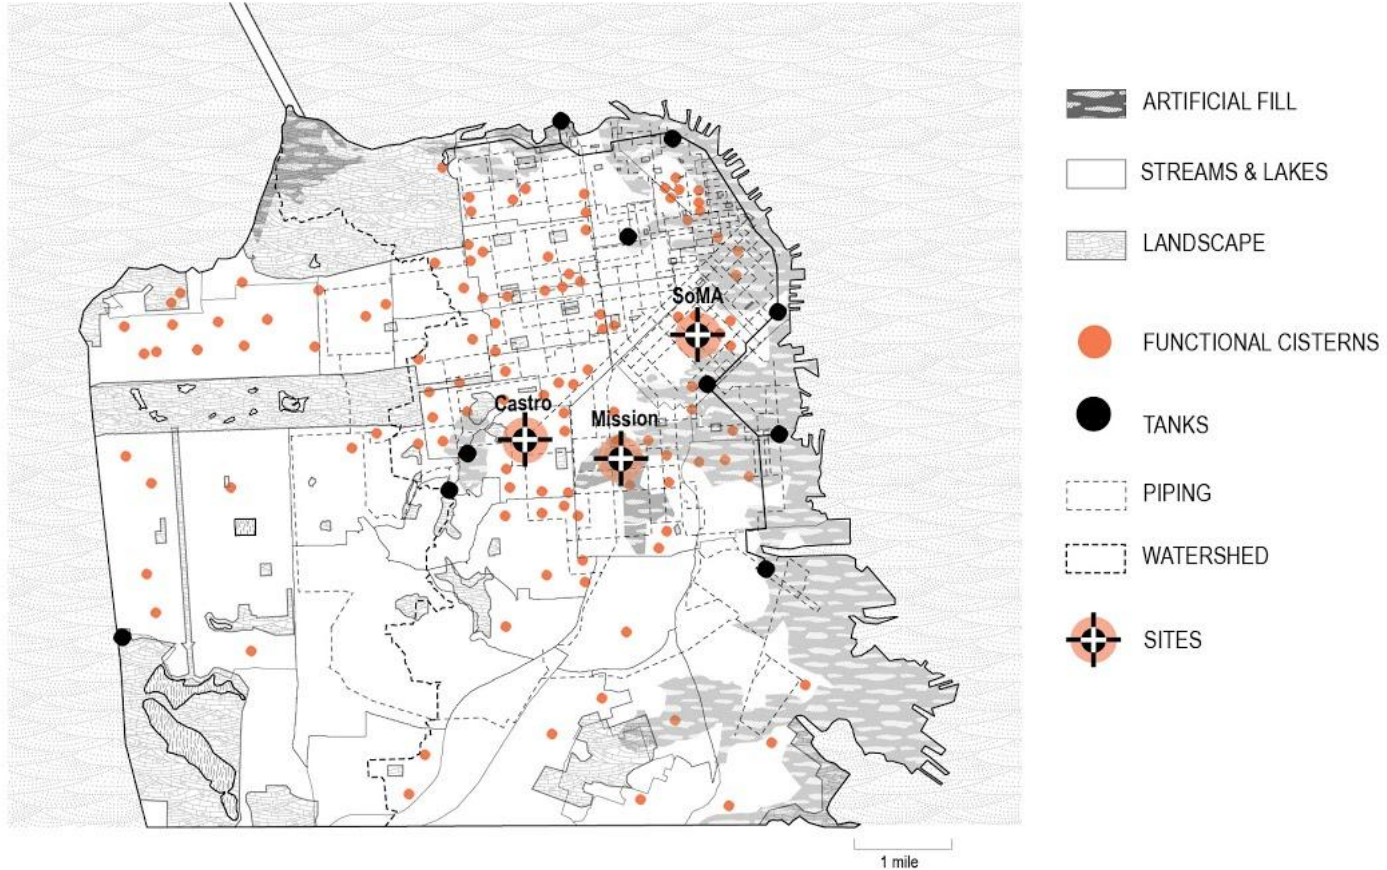 SoMA
Castro
Mission
ARTIFICIAL FILL
STREAMS & LAKES
LANDSCAPE
FUNCTIONAL CISTERNS
TANKS
PIPING
WATERSHED
SITES
1 mile